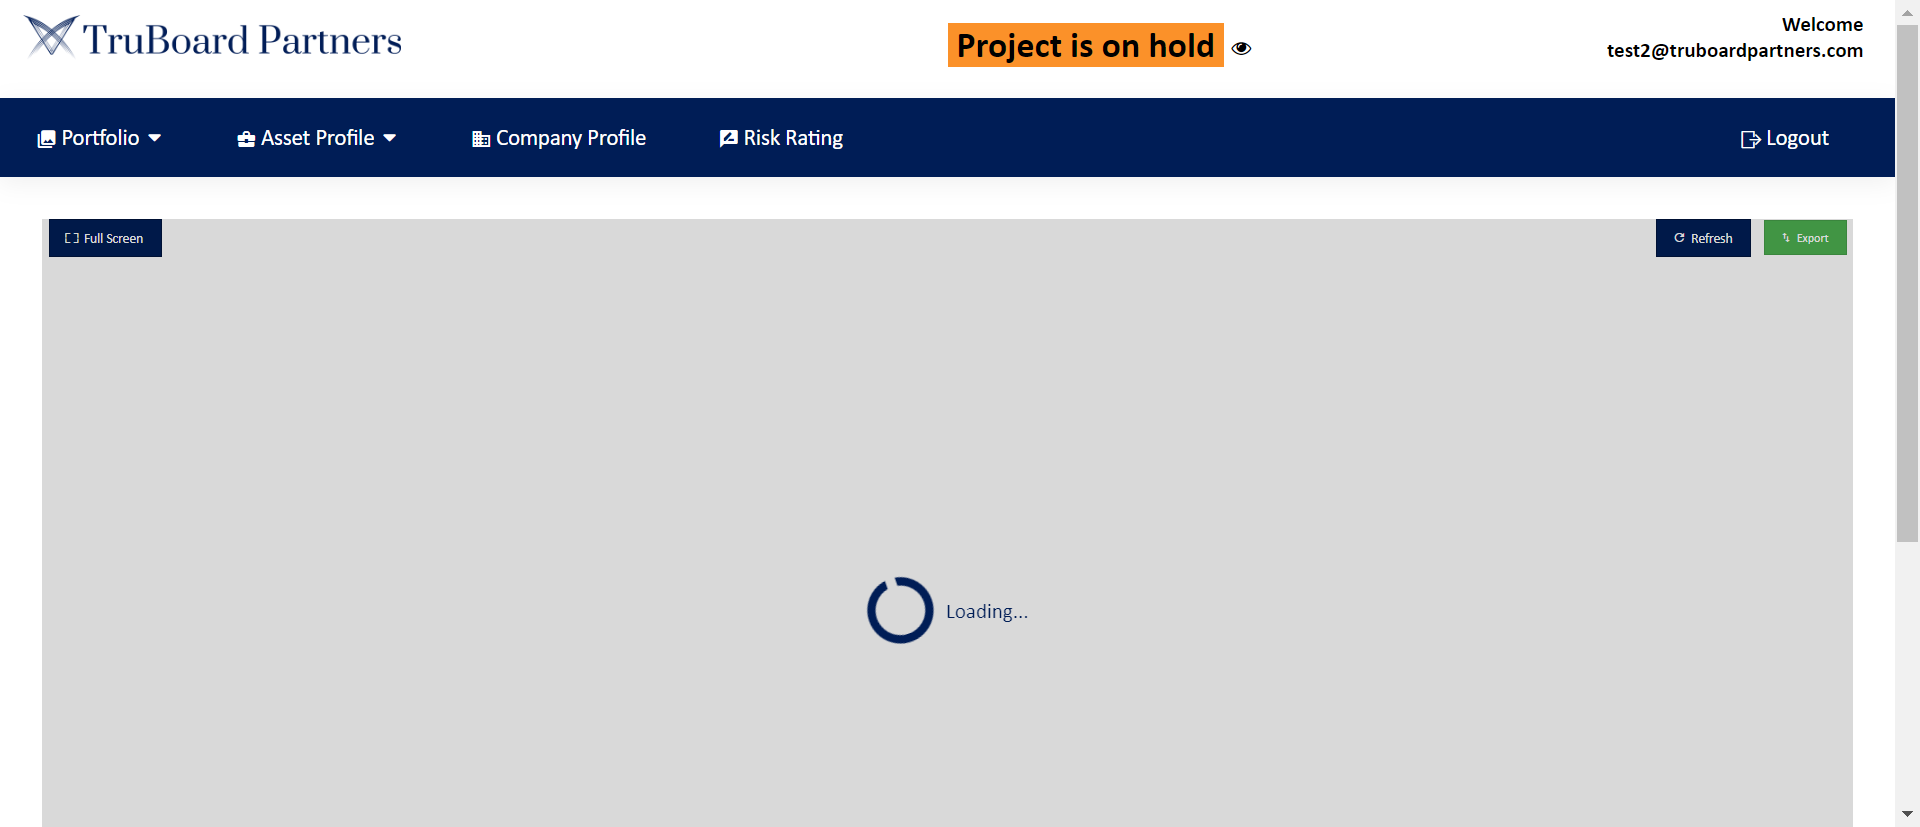 TruBoard Partners
Project is on hold
Welcome
test2@truboardpartners.com
Portfolio
Asset Profile
Company Profile
Risk Rating
Logout
Full Screen
Refresh
Export
Loading...